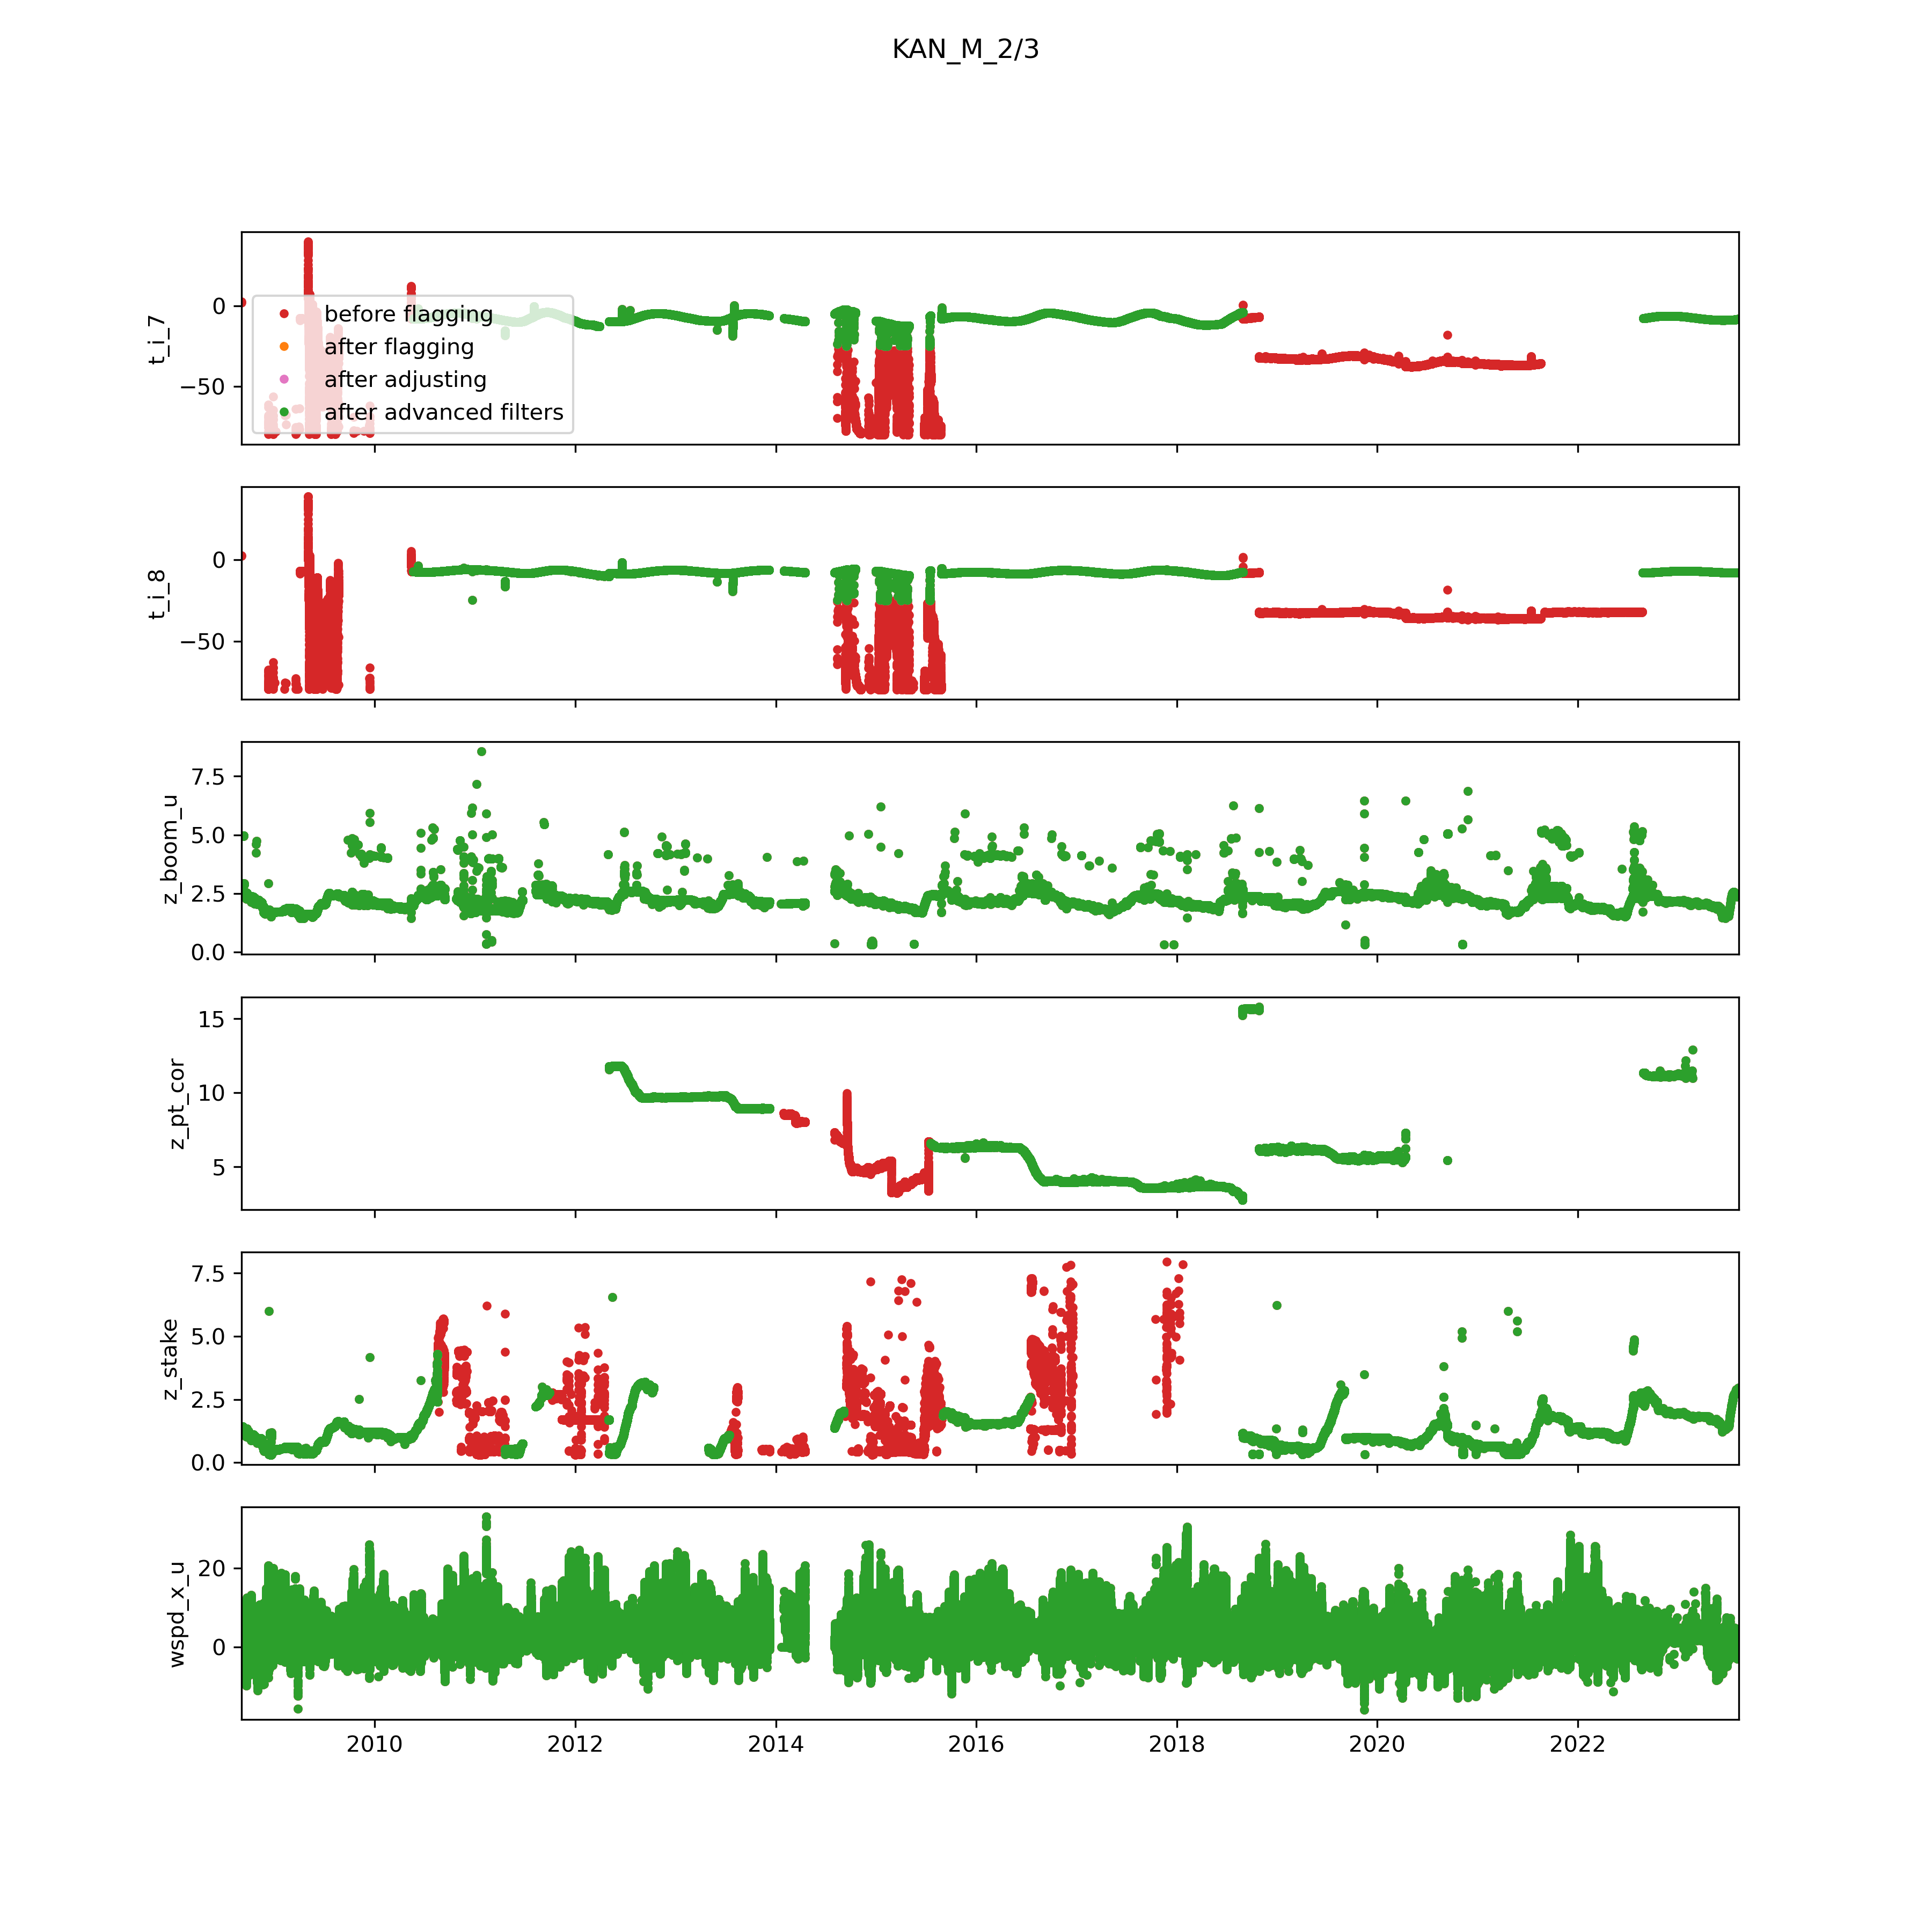 KAN_M_2/3
0
−50
t_i_7
before flagging
after flagging
after adjusting
after advanced filters
0
−50
t_i_8
7.5
5.0
2.5
0.0
z_boom_u
15
10
5
z_pt_cor
7.5
5.0
2.5
0.0
z_stake
20
0
wspd_x_u
2010 2012 2014 2016 2018 2020 2022